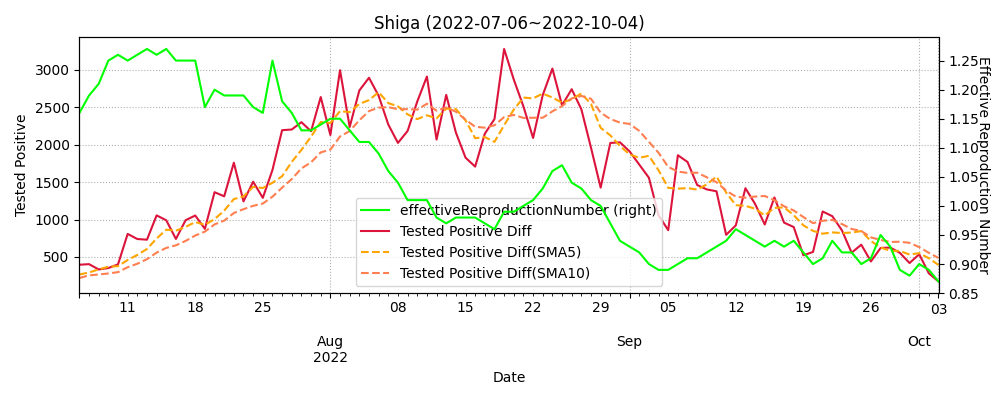 Shiga (2022-07-06~2022-10-04)
Tested Positive
3000
2500
2000
1500
1000
500
1.25
1.20
1.15
1.10
1.05
1.00
0.95
0.90
0.85
Effective Reproduction Number
effectiveReproductionNumber (right)
Tested Positive Diff
Tested Positive Diff(SMA5)
Tested Positive Diff(SMA10)
11 18 25 08 15 22 29 05 12 19 26 03
Aug Sep Oct
2022
Date